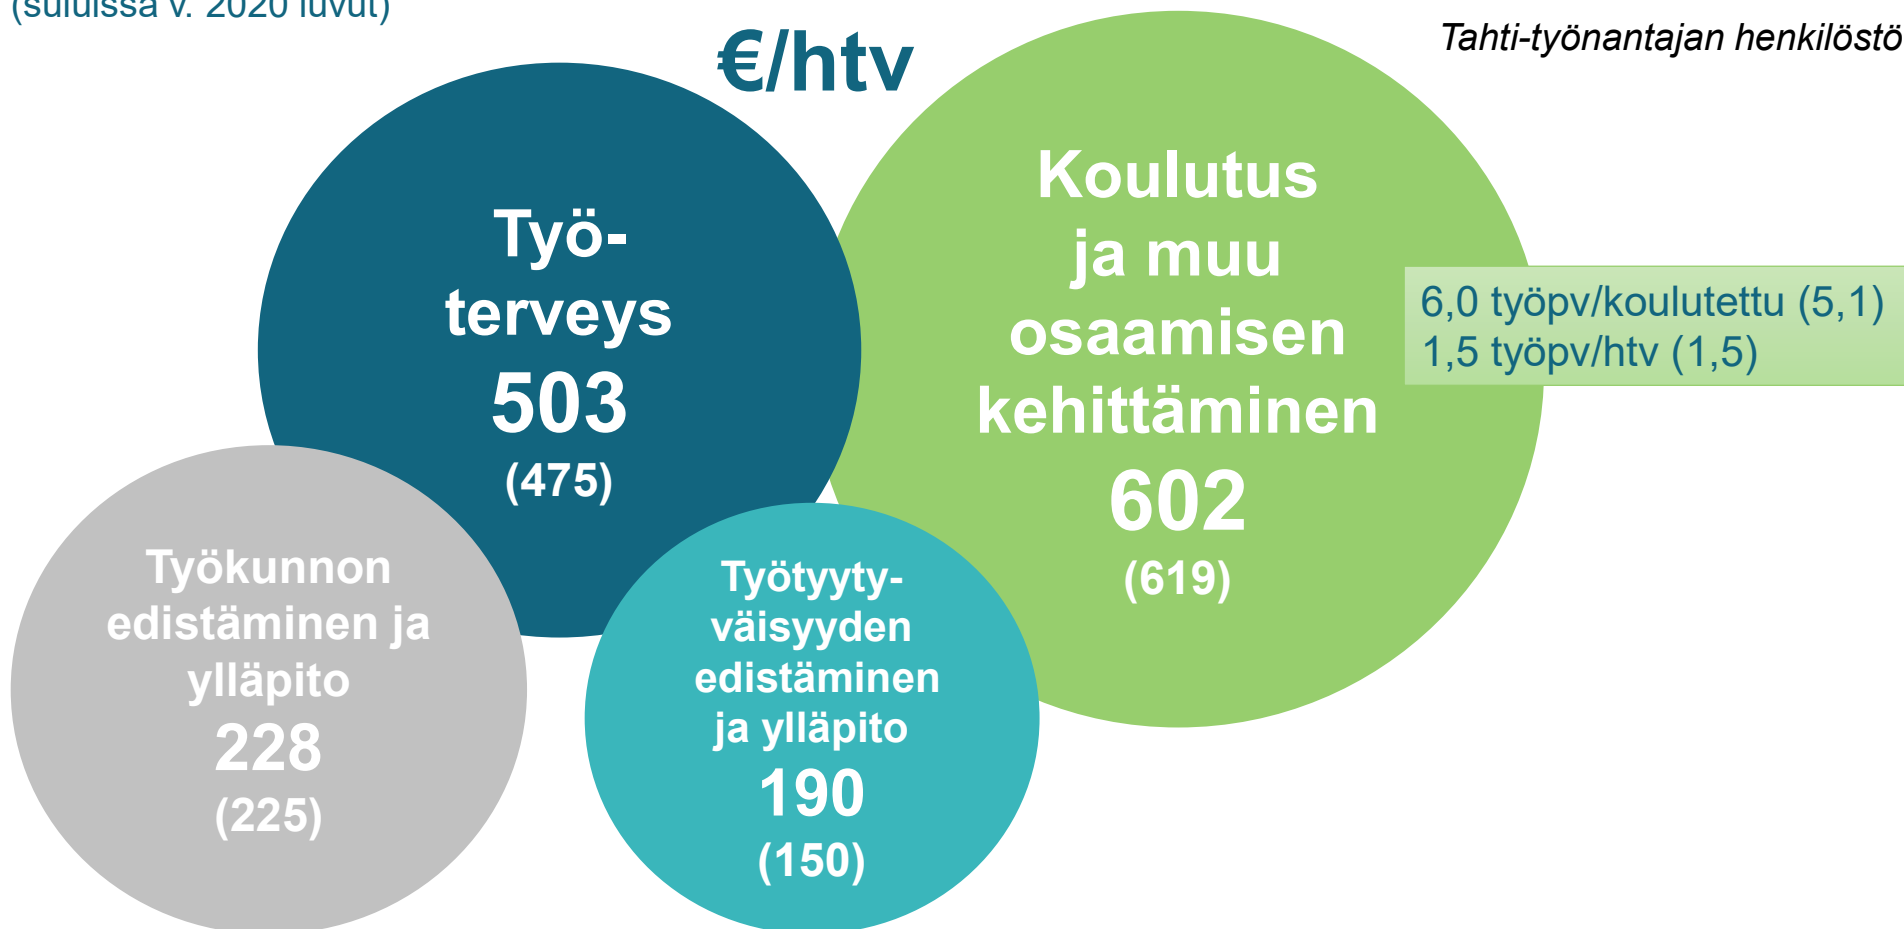 (suluissa v. 2020 luvut)
€/htv
Tahti-työnantajan henkilöstö
Työ-
terveys
503
(475)
Koulutus
ja muu
osaamisen
kehittäminen
602
(619)
6,0 työpv/koulutettu (5,1)
1,5 työpv/htv (1,5)
Työkunnon
edistäminen ja
ylläpito
228
(225)
Työtyyty-
väisyyden
edistäminen
ja ylläpito
190
(150)